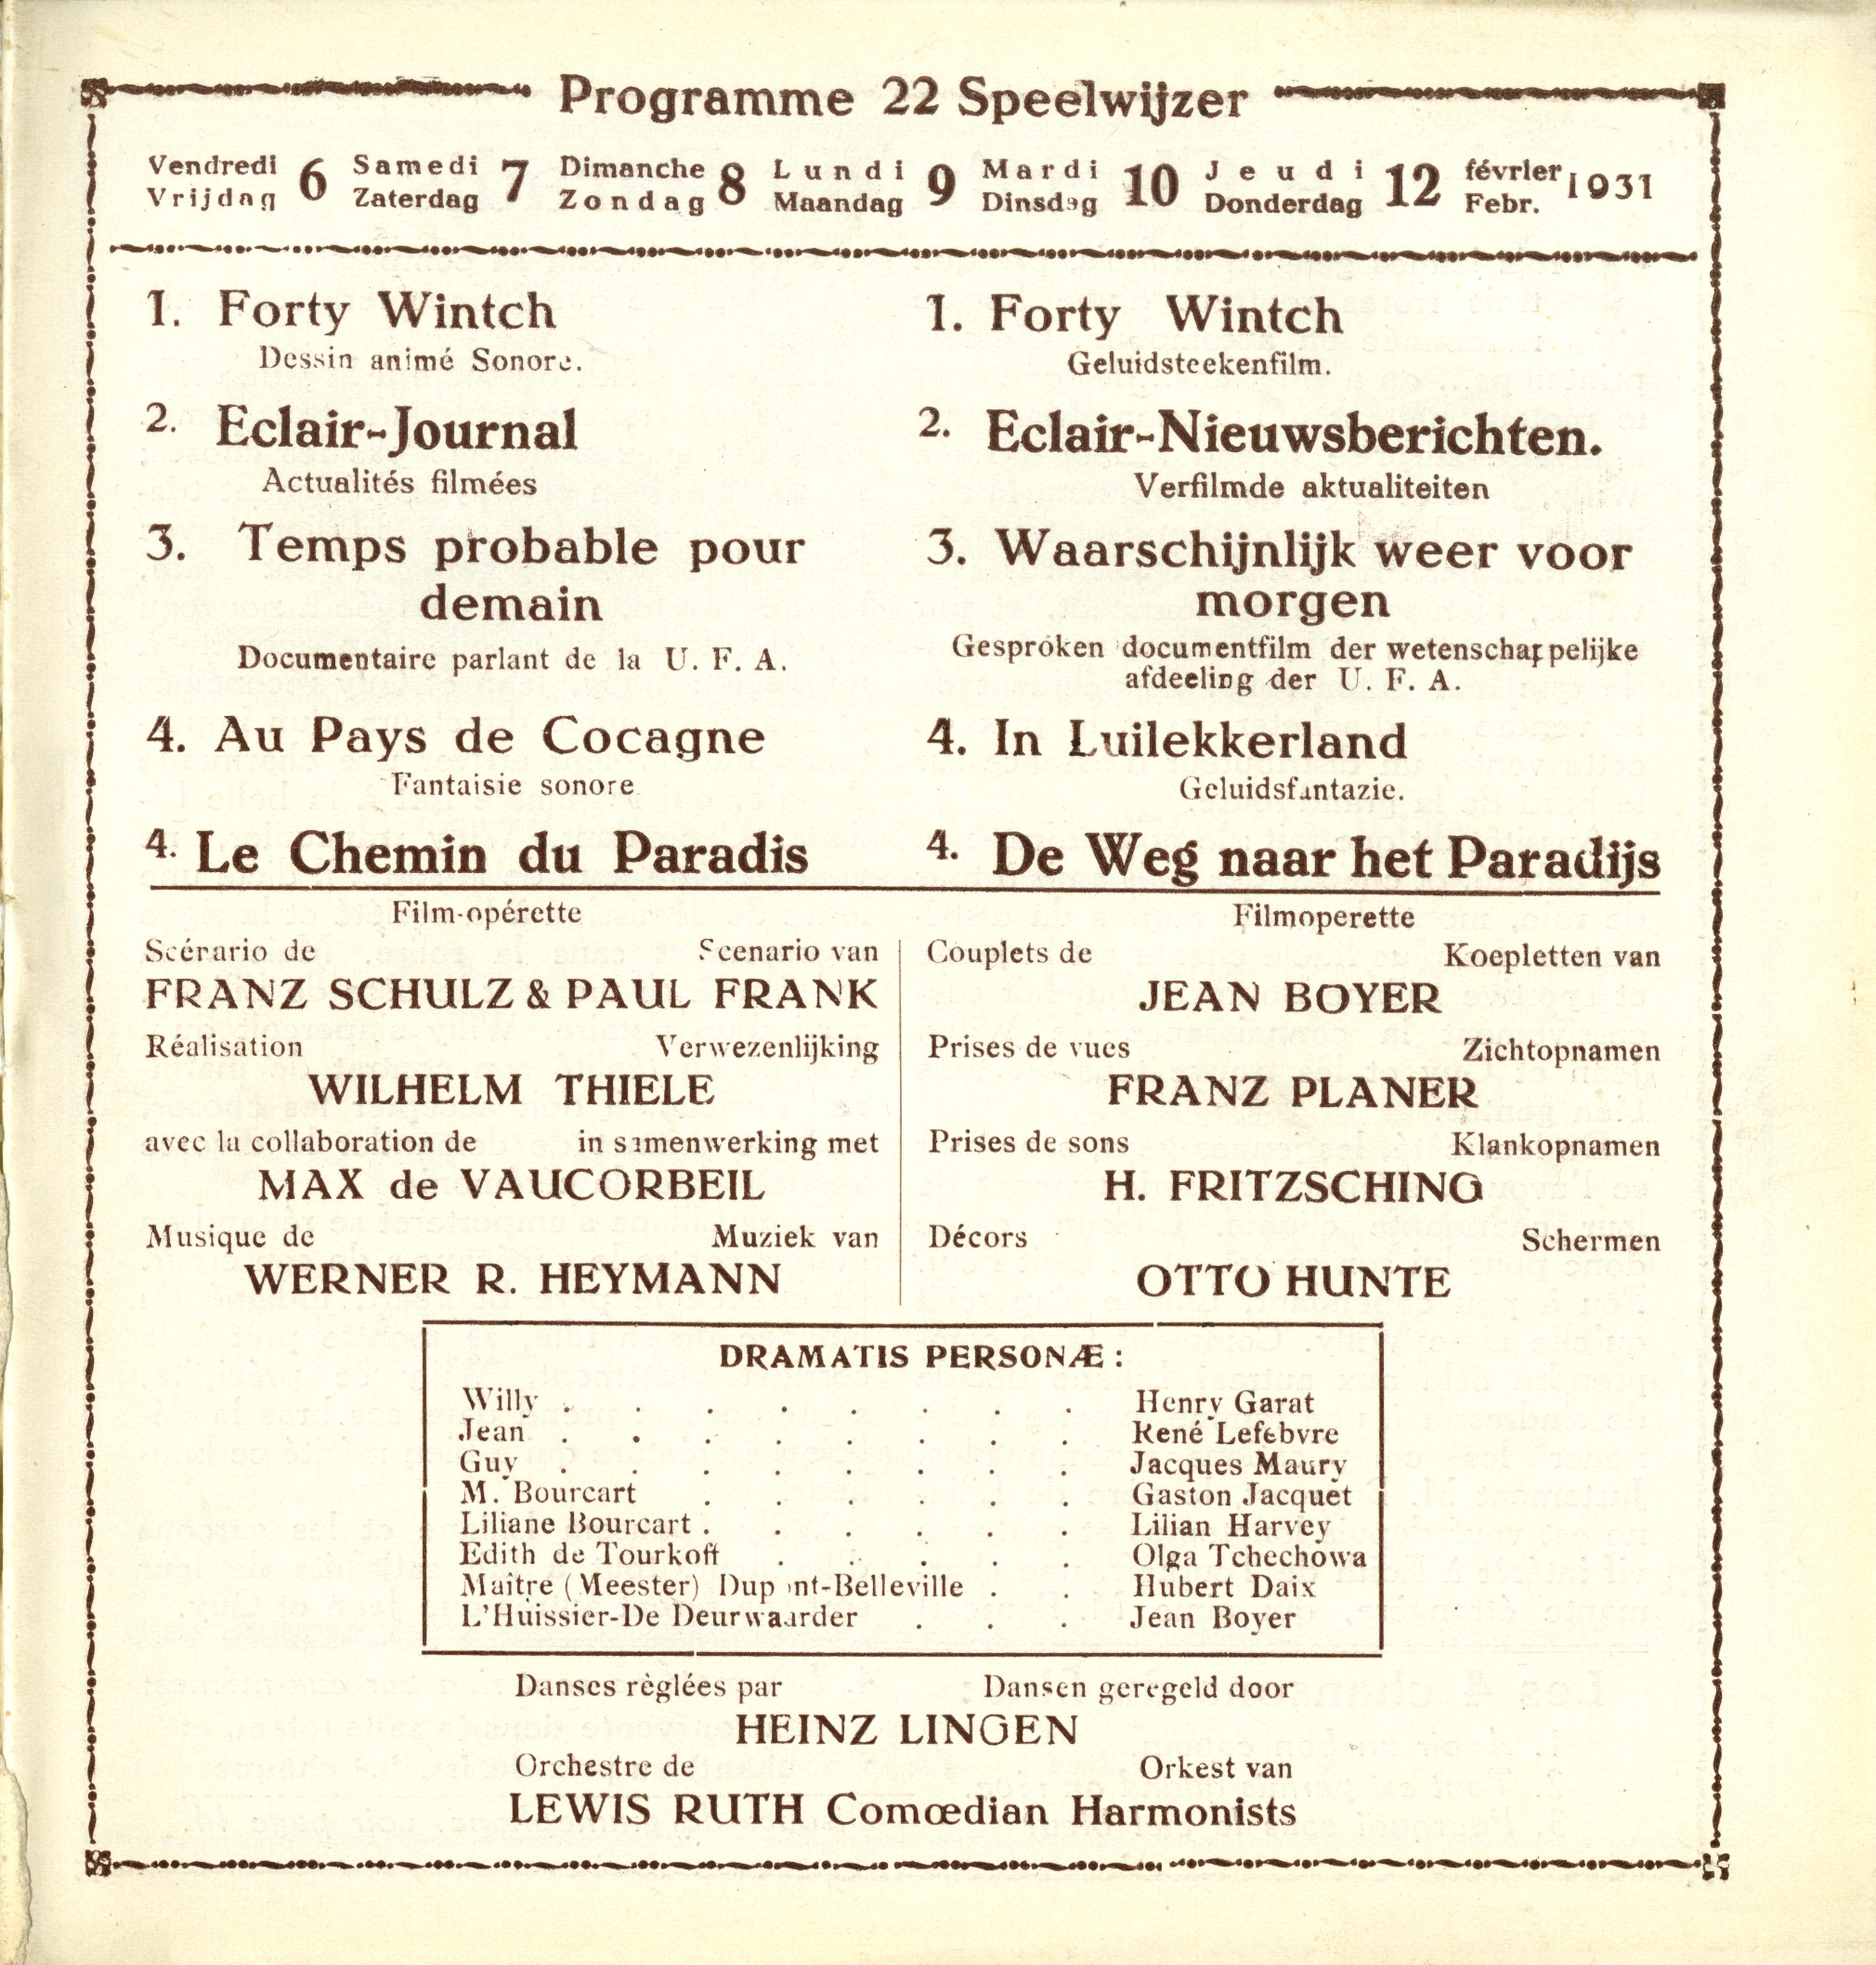 Programme 22 Speelwijzer
Vendredi 6 Samedi 7 Dimanche 8 Lundi 9 Mardi 10 Jeudi 12 février 1931
Vrijdag Zaterdag Zondag Maandag Dinsdag Donderdag Febr.
1. Forty Wintch
Dessin animé Sonore.
2. Eclair-Journal
Actualités filmées
3. Temps probable pour
demain
Documentaire parlant de la U. F. A.
4. Au Pays de Cocagne
Fantaisie sonore
4. Le Chemin du Paradis
1. Forty Wintch
Geluidsteekenfilm.
2. Eclair-Nieuwsberichten.
Verfilmde aktualiteiten
3. Waarschijnlijk weer voor
morgen
Gesproken documentfilm der wetenschappelijke
afdeeling der U. F. A.
4. In Luilekkerland
Geluidsfantazie.
4. De Weg naar het Paradijs
Film-opérette
Scénario de Scenario van
FRANZ SCHULZ & PAUL FRANK
Réalisation Verwezenlijking
WILHELM THIELE
avec la collaboration de in samenwerking met
MAX de VAUCORBEIL
Musique de Muziek van
WERNER R. HEYMANN
Filmoperette
Couplets de Koepletten van
JEAN BOYER
Prises de vues Zichtopnamen
FRANZ PLANER
Prises de sons Klankopnamen
H. FRITZSCHING
Décors Schermen
OTTO HUNTE
DRAMATIS PERSONÆ :
Willy . . . . . . . . Henry Garat
Jean . . . . . . . . René Lefebvre
Guy . . . . . . . . Jacques Maury
M. Bourcart . . . . . . Gaston Jacquet
Liliane Bourcart . . . . . . Lilian Harvey
Edith de Tourkoff . . . . . Olga Tchechowa
Maître (Meester) Dupont-Belleville . . Hubert Daix
L'Huissier-De Deurwaarder . . . Jean Boyer
Danses règlées par Dansen geregeld door
HEINZ LINGEN
Orchestre de Orkest van
LEWIS RUTH Comœdian Harmonists